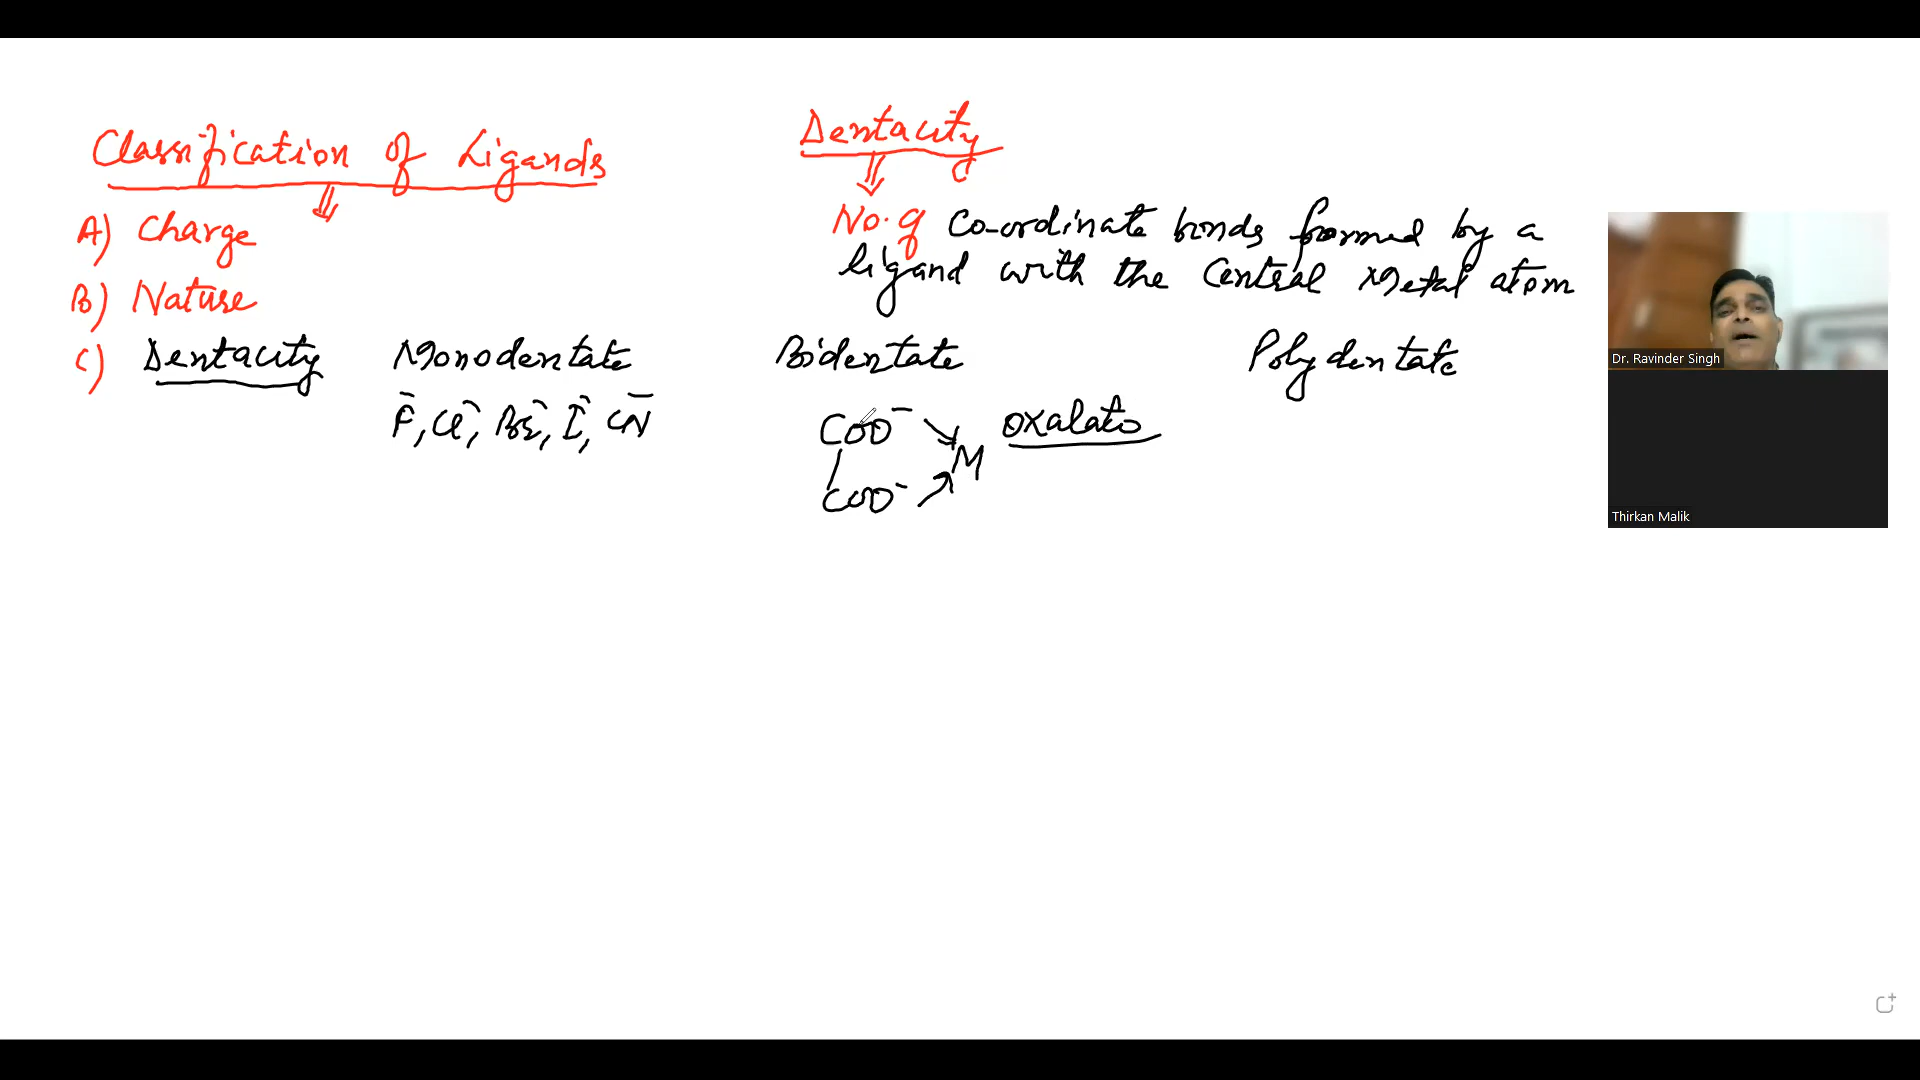 Classification of Ligands
A) Charge
B) Nature
C) Dentacity
Dentacity
No. of Co-ordinate bonds formed by a
ligand with the Central Metal atom
Monodentate
F⁻, Cl⁻, Br⁻, I⁻, CN⁻
Bidentate
COO⁻
COO⁻
M
oxalato
Polydentate
Dr. Ravinder Singh
Thirkan Malik